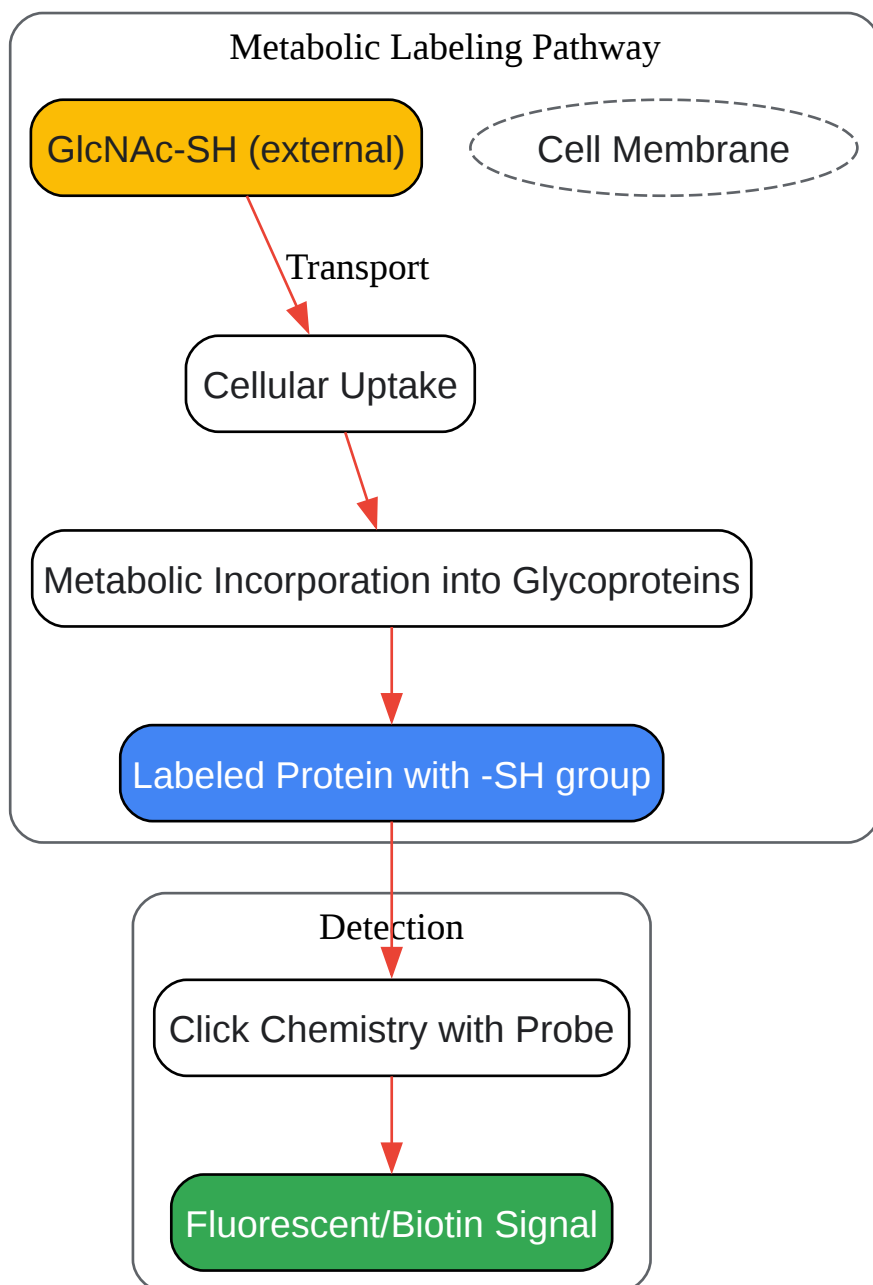 Metabolic Labeling Pathway
GlcNAc-SH (external)
Cell Membrane
Transport
Cellular Uptake
Metabolic Incorporation into Glycoproteins
Labeled Protein with -SH group
Detection
Click Chemistry with Probe
Fluorescent/Biotin Signal